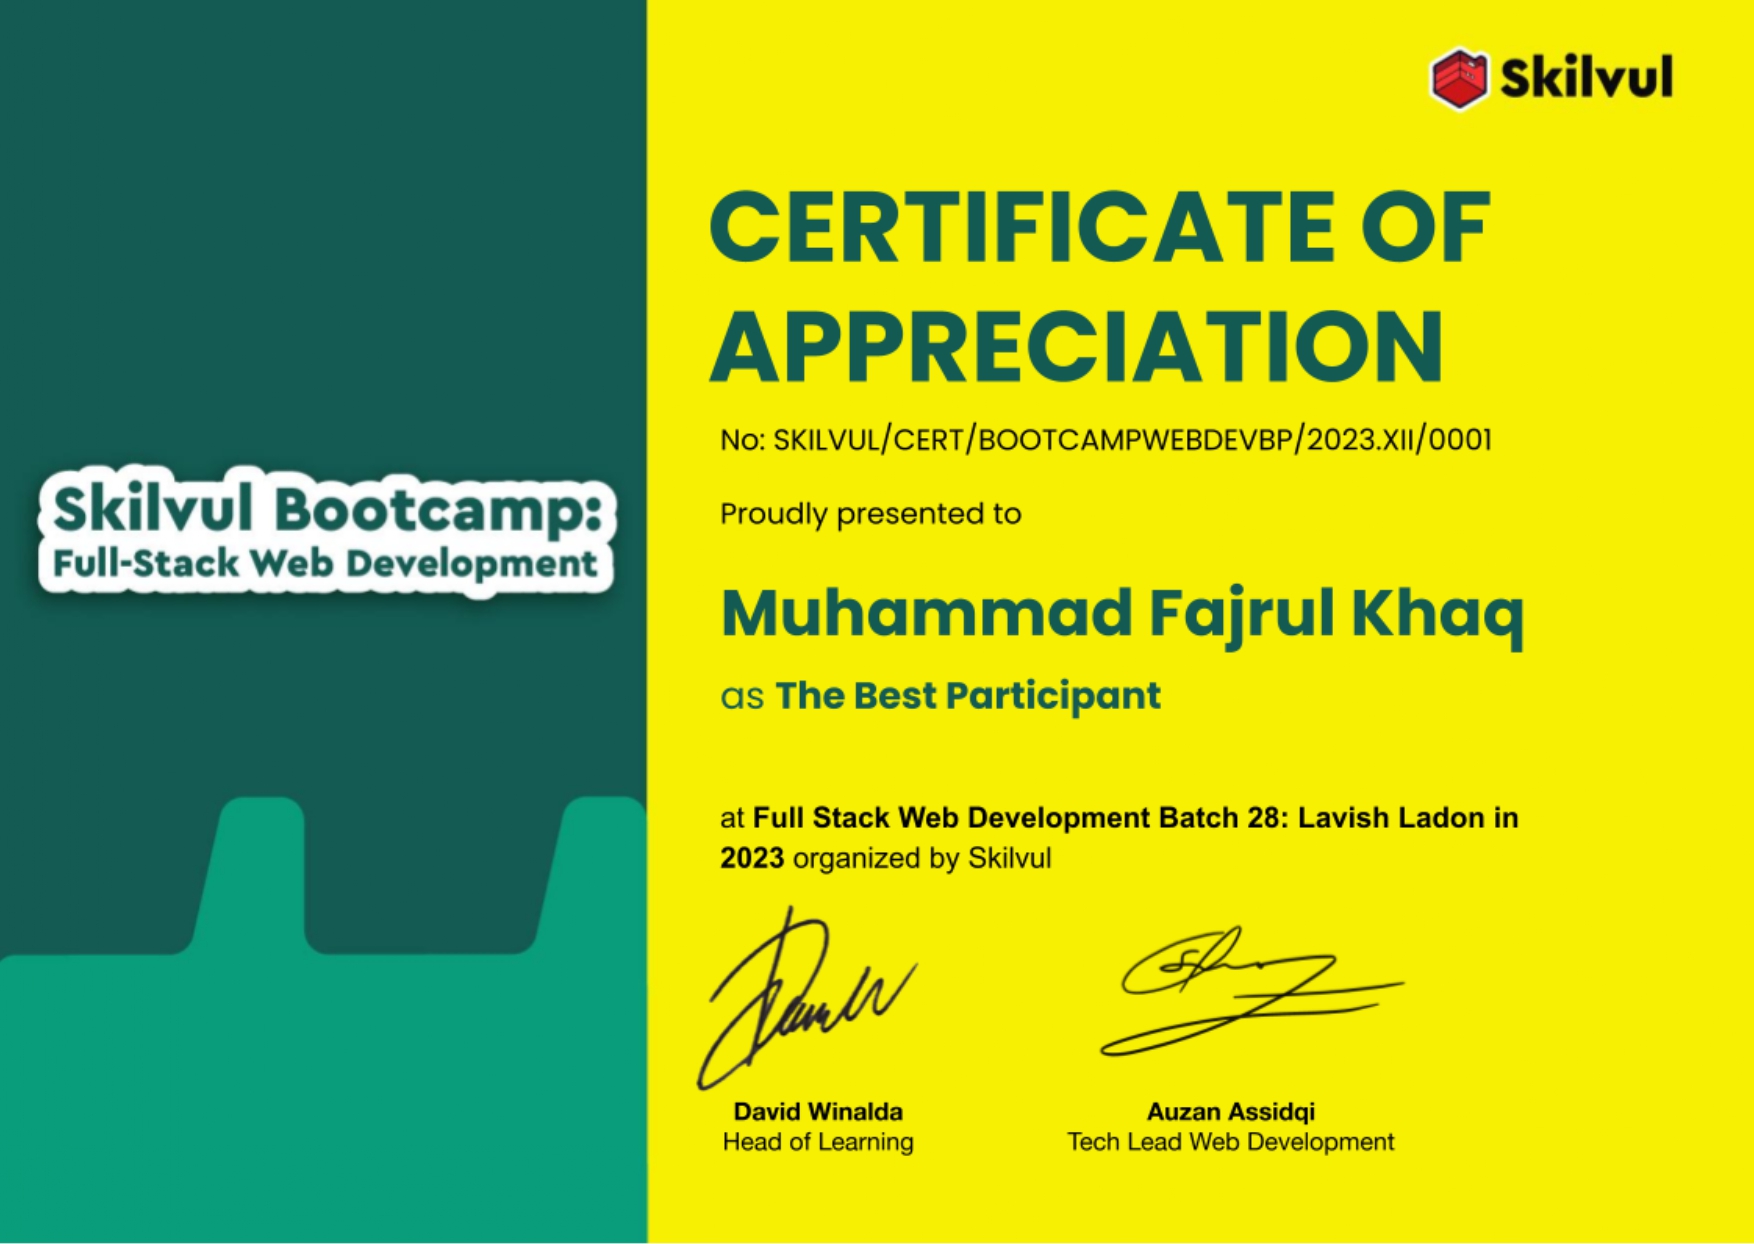 Skilvul
CERTIFICATE OF
APPRECIATION
No: SKILVUL/CERT/BOOTCAMPWEBDEVBP/2023.XII/0001
Proudly presented to
Skilvul Bootcamp:
Full-Stack Web Development
Muhammad Fajrul Khaq
as The Best Participant
at Full Stack Web Development Batch 28: Lavish Ladon in
2023 organized by Skilvul
David Winalda
Head of Learning
Auzan Assidqi
Tech Lead Web Development